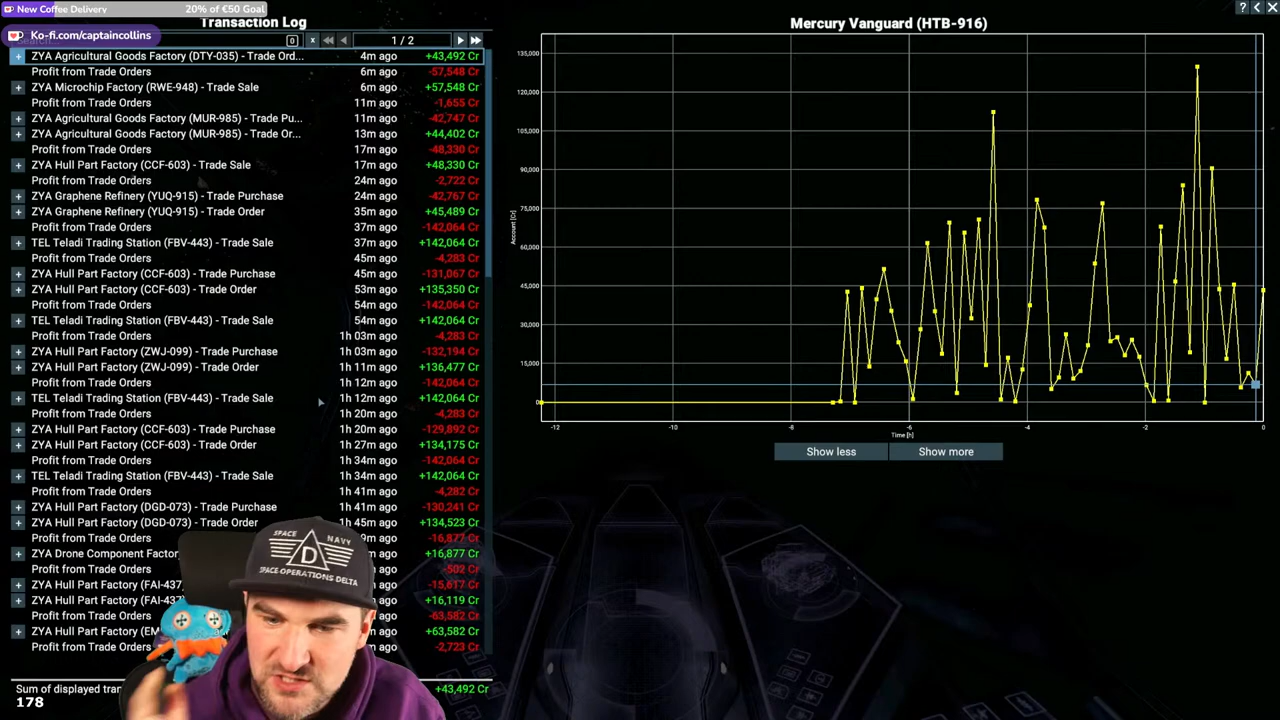 New Coffee Delivery
20% of €50 Goal
Ko-fi.com/captaincollins
Transaction Log
1 / 2
ZYA Agricultural Goods Factory (DTY-035) - Trade Ord... 4m ago +43,492 Cr
Profit from Trade Orders 6m ago -57,548 Cr
ZYA Microchip Factory (RWE-948) - Trade Sale 6m ago +57,548 Cr
Profit from Trade Orders 11m ago -1,655 Cr
ZYA Agricultural Goods Factory (MUR-985) - Trade Pu... 11m ago -42,747 Cr
ZYA Agricultural Goods Factory (MUR-985) - Trade Or... 13m ago +44,402 Cr
Profit from Trade Orders 17m ago -48,330 Cr
ZYA Hull Part Factory (CCF-603) - Trade Sale 17m ago +48,330 Cr
Profit from Trade Orders 24m ago -2,722 Cr
ZYA Graphene Refinery (YUQ-915) - Trade Purchase 24m ago -42,767 Cr
ZYA Graphene Refinery (YUQ-915) - Trade Order 35m ago +45,489 Cr
Profit from Trade Orders 37m ago -142,064 Cr
TEL Teladi Trading Station (FBV-443) - Trade Sale 37m ago +142,064 Cr
Profit from Trade Orders 45m ago -4,283 Cr
ZYA Hull Part Factory (CCF-603) - Trade Purchase 45m ago -131,067 Cr
ZYA Hull Part Factory (CCF-603) - Trade Order 53m ago +135,350 Cr
Profit from Trade Orders 54m ago -142,064 Cr
TEL Teladi Trading Station (FBV-443) - Trade Sale 54m ago +142,064 Cr
Profit from Trade Orders 1h 03m ago -4,283 Cr
ZYA Hull Part Factory (ZWJ-099) - Trade Purchase 1h 03m ago -132,194 Cr
ZYA Hull Part Factory (ZWJ-099) - Trade Order 1h 11m ago +136,477 Cr
Profit from Trade Orders 1h 12m ago -142,064 Cr
TEL Teladi Trading Station (FBV-443) - Trade Sale 1h 12m ago +142,064 Cr
Profit from Trade Orders 1h 20m ago -4,283 Cr
ZYA Hull Part Factory (CCF-603) - Trade Purchase 1h 20m ago -129,892 Cr
ZYA Hull Part Factory (CCF-603) - Trade Order 1h 27m ago +134,175 Cr
Profit from Trade Orders 1h 34m ago -142,064 Cr
TEL Teladi Trading Station (FBV-443) - Trade Sale 1h 34m ago +142,064 Cr
Profit from Trade Orders 1h 41m ago -4,282 Cr
ZYA Hull Part Factory (DGD-073) - Trade Purchase 1h 41m ago -130,241 Cr
ZYA Hull Part Factory (DGD-073) - Trade Order 1h 45m ago +134,523 Cr
Profit from Trade Orders 9m ago -16,877 Cr
ZYA Drone Component Factory m ago +16,877 Cr
Profit from Trade Orders m ago -502 Cr
ZYA Hull Part Factory (FAI-437 m ago -15,617 Cr
ZYA Hull Part Factory (FAI-437 m ago +16,119 Cr
Profit from Trade Orders m ago -63,582 Cr
ZYA Hull Part Factory (EM m ago +63,582 Cr
Profit from Trade Orders m ago -2,723 Cr
Sum of displayed tran +43,492 Cr
178
SPACE NAVY
D
SPACE OPERATIONS DELTA
Mercury Vanguard (HTB-916)
Account [Cr]
135,000
120,000
105,000
90,000
75,000
60,000
45,000
30,000
15,000
0
-12 -10 -8 -6 -4 -2 0
Time [h]
Show less
Show more